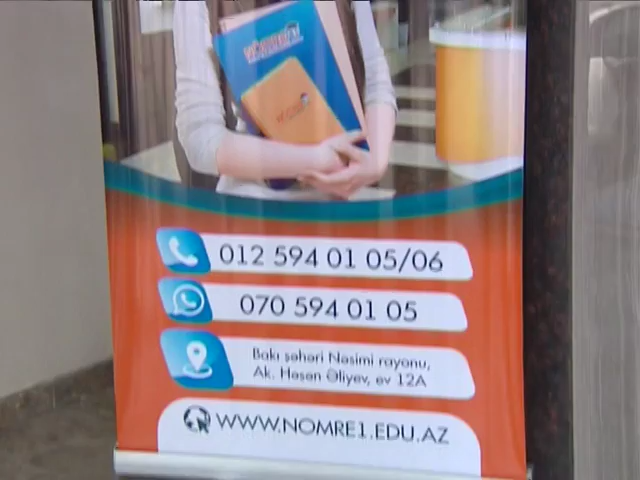 012 594 01 05/06
070 594 01 05
Bakı şəhəri Nəsimi rayonu,
Ak. Həsən Əliyev, ev 12A
WWW.NOMRE1.EDU.AZ